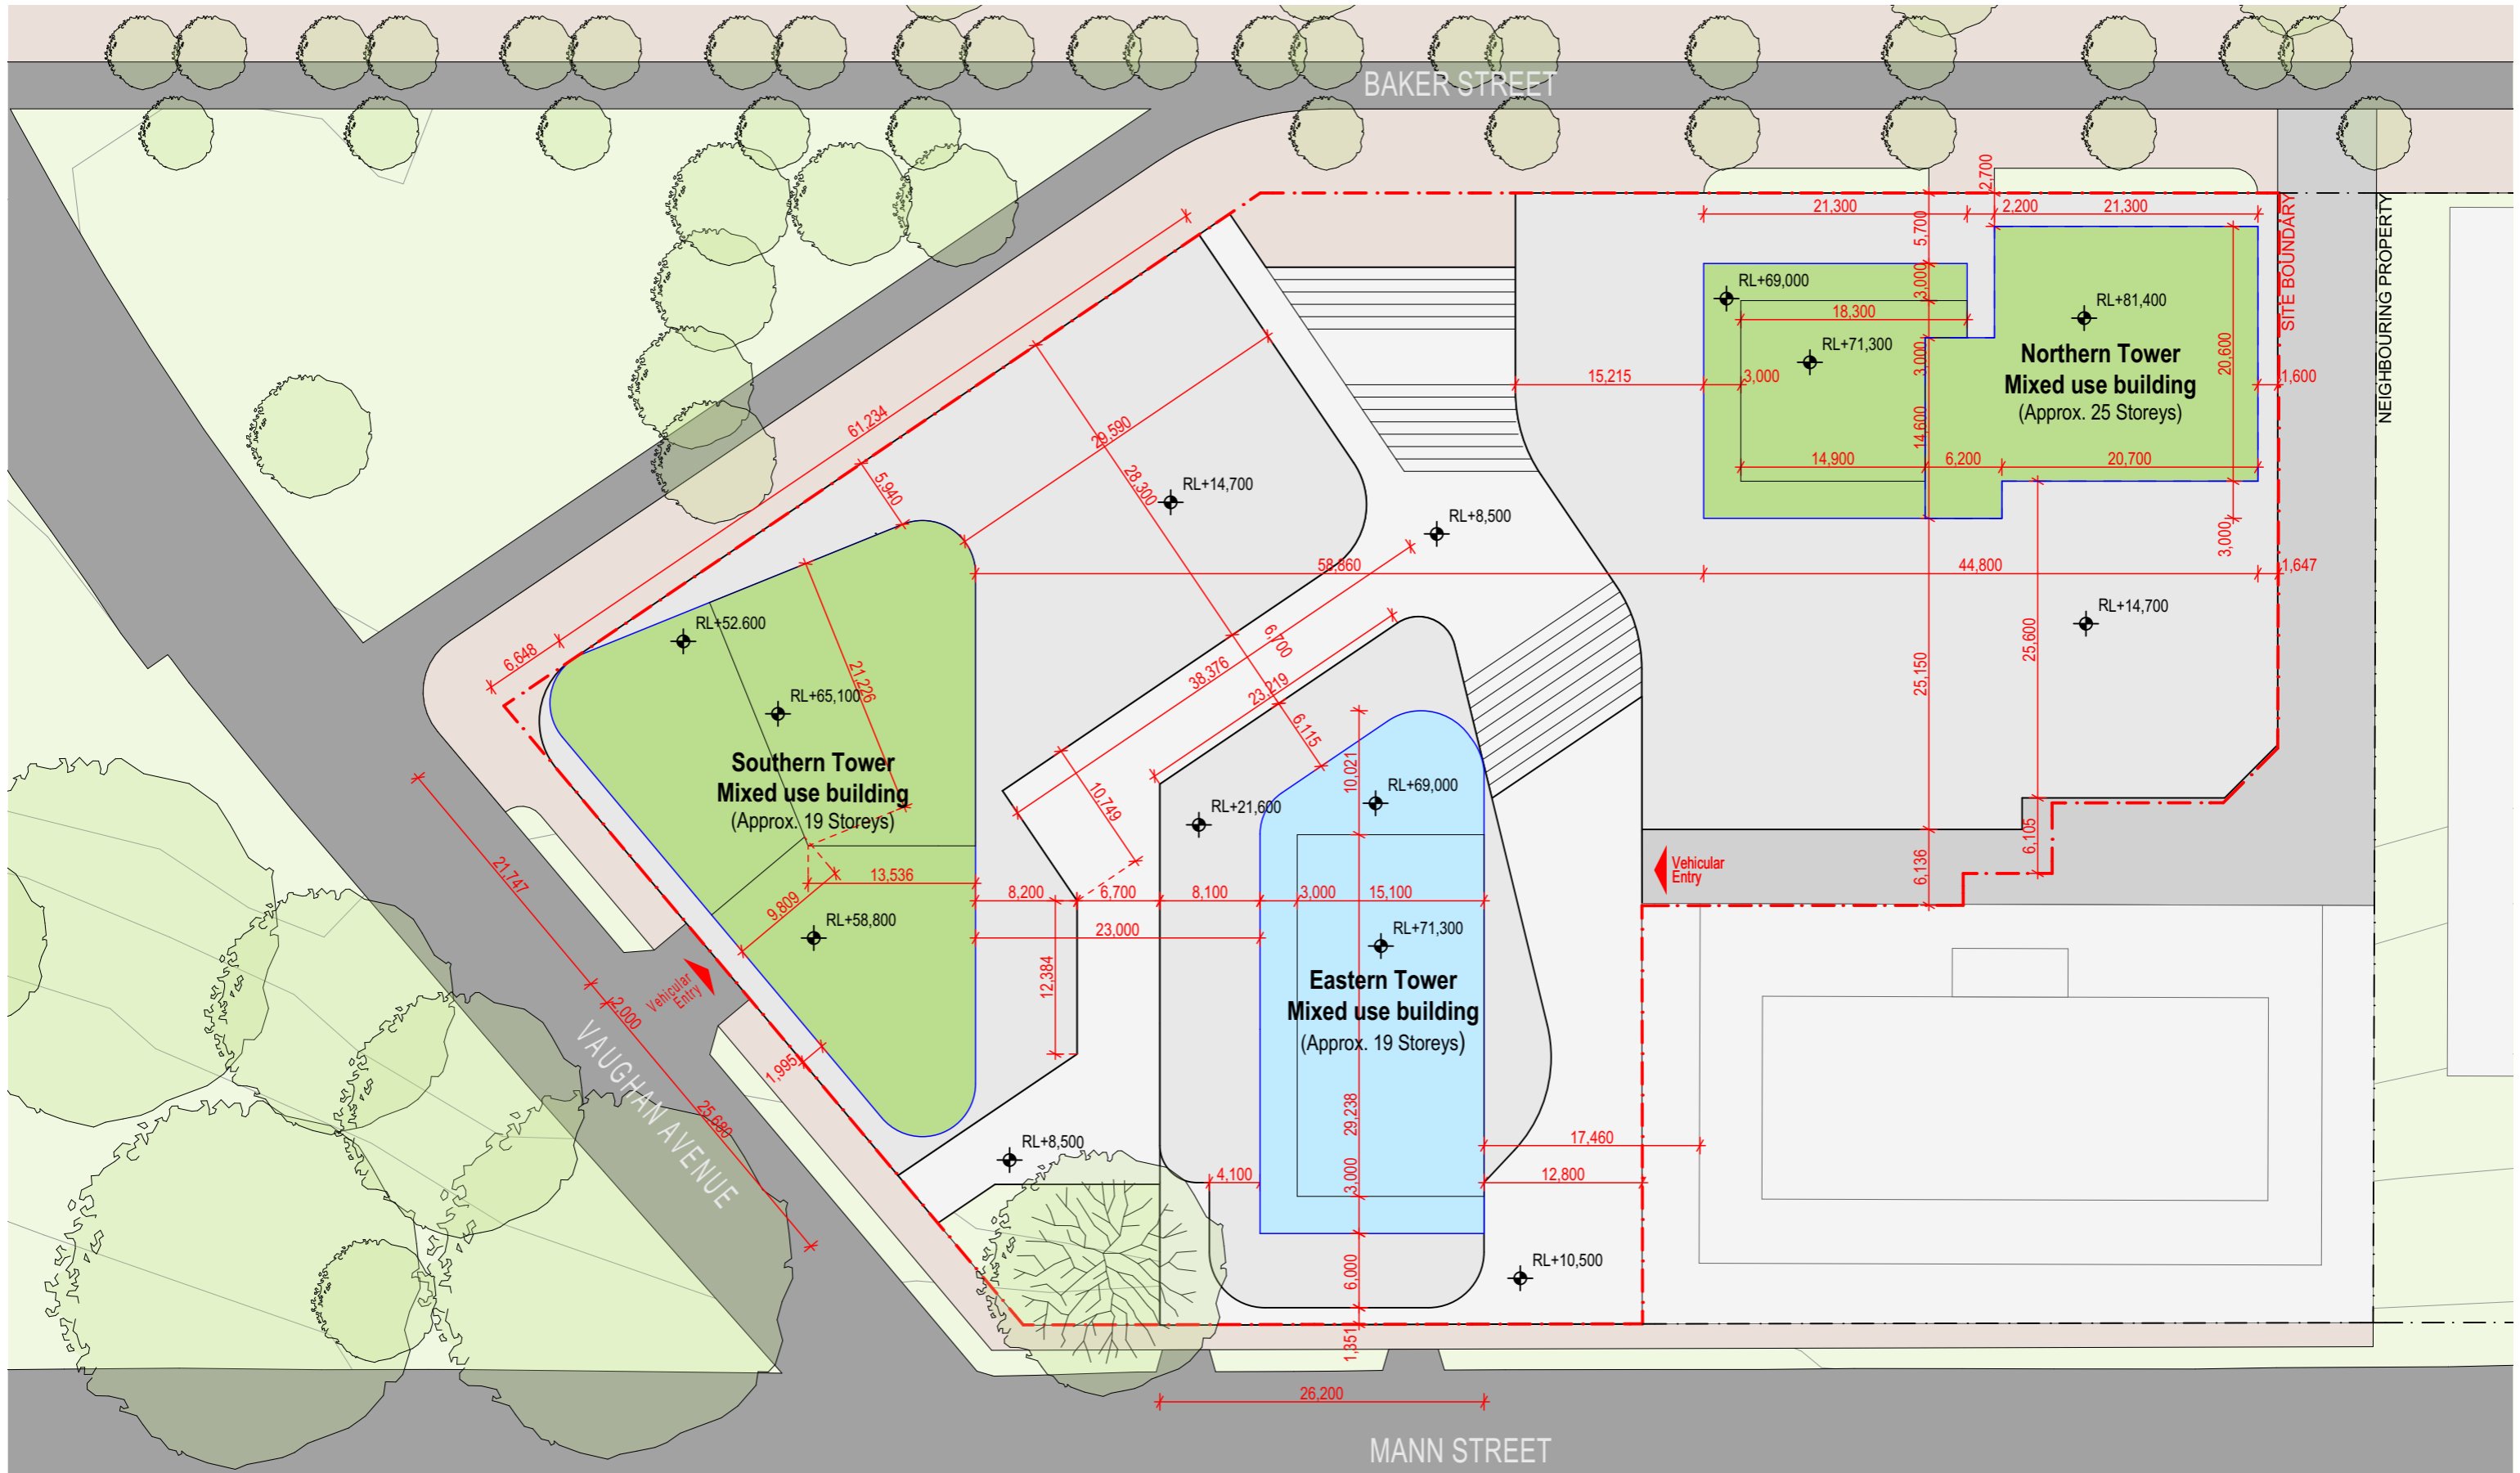 BAKER STREET
2,700
21,300
2,200
21,300
5,700
SITE BOUNDARY
NEIGHBOURING PROPERTY
RL+69,000
3,000
RL+81,400
18,300
RL+71,300
3,000
Northern Tower
Mixed use building
(Approx. 25 Storeys)
20,600
15,215
3,000
1,600
61,234
29,590
14,600
14,900
6,200
20,700
28,300
5,940
RL+14,700
RL+8,500
3,000
58,860
44,800
1,647
RL+14,700
RL+52.600
6,648
6,700
25,600
38,376
23,219
21,226
25,150
RL+65,100
6,115
10,021
Southern Tower
Mixed use building
(Approx. 19 Storeys)
10,749
RL+21,600
RL+69,000
6,105
6,136
Vehicular
Entry
21,747
13,536
9,809
8,200
6,700
8,100
3,000
15,100
RL+58,800
23,000
RL+71,300
12,384
Vehicular
Entry
Eastern Tower
Mixed use building
(Approx. 19 Storeys)
2,000
VAUGHAN AVENUE
1,995
25,680
29,238
17,460
RL+8,500
4,100
3,000
12,800
RL+10,500
6,000
1,351
26,200
MANN STREET